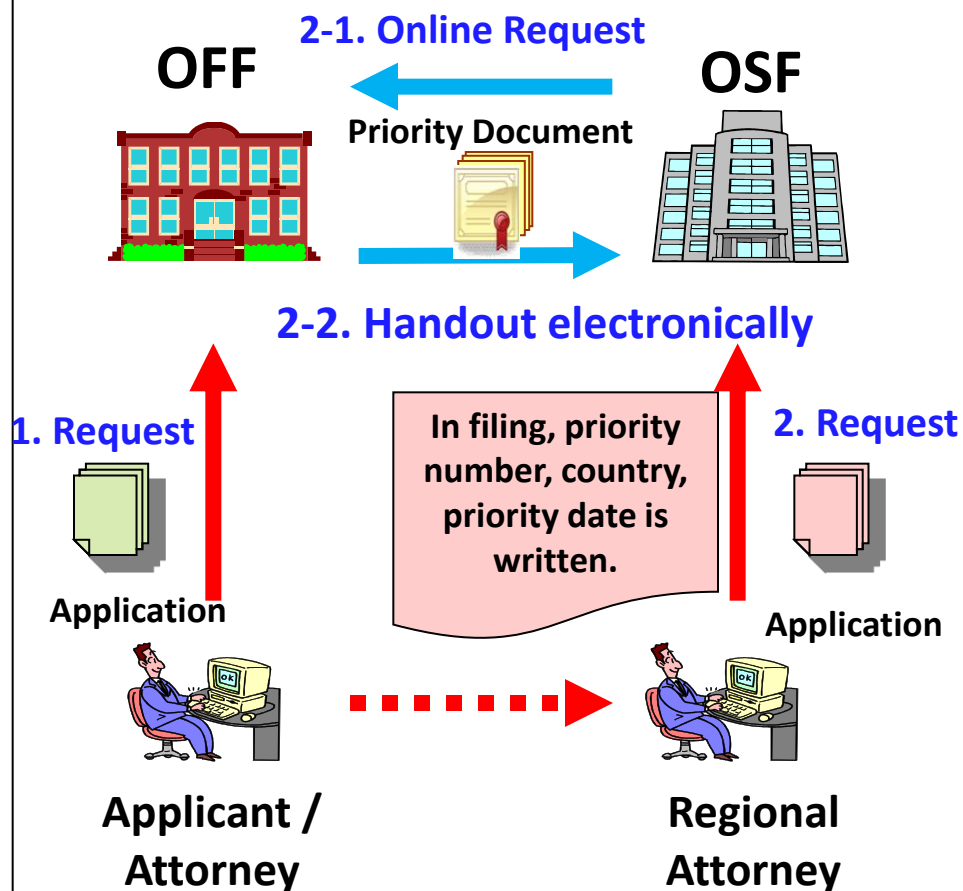 2-1. Online Request
OFF
OSF
Priority Document
2-2. Handout electronically
1. Request
In filing, priority
number, country,
priority date is
written.
2. Request
Application
Application
OK
OK
Applicant /
Attorney
Regional
Attorney